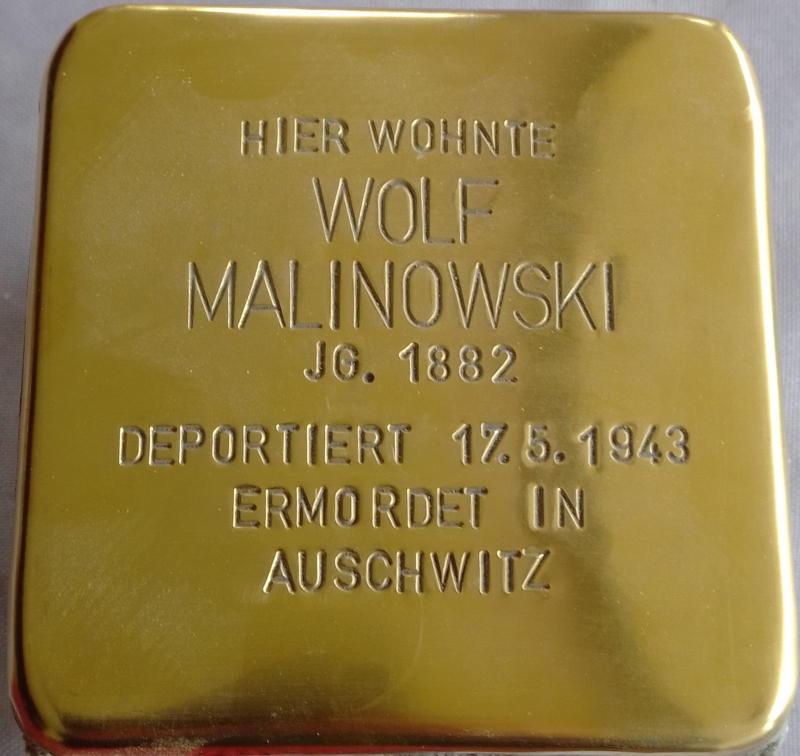 HIER WOHNTE
WOLF
MALINOWSKI
JG. 1882
DEPORTIERT 17.5.1943
ERMORDET IN
AUSCHWITZ